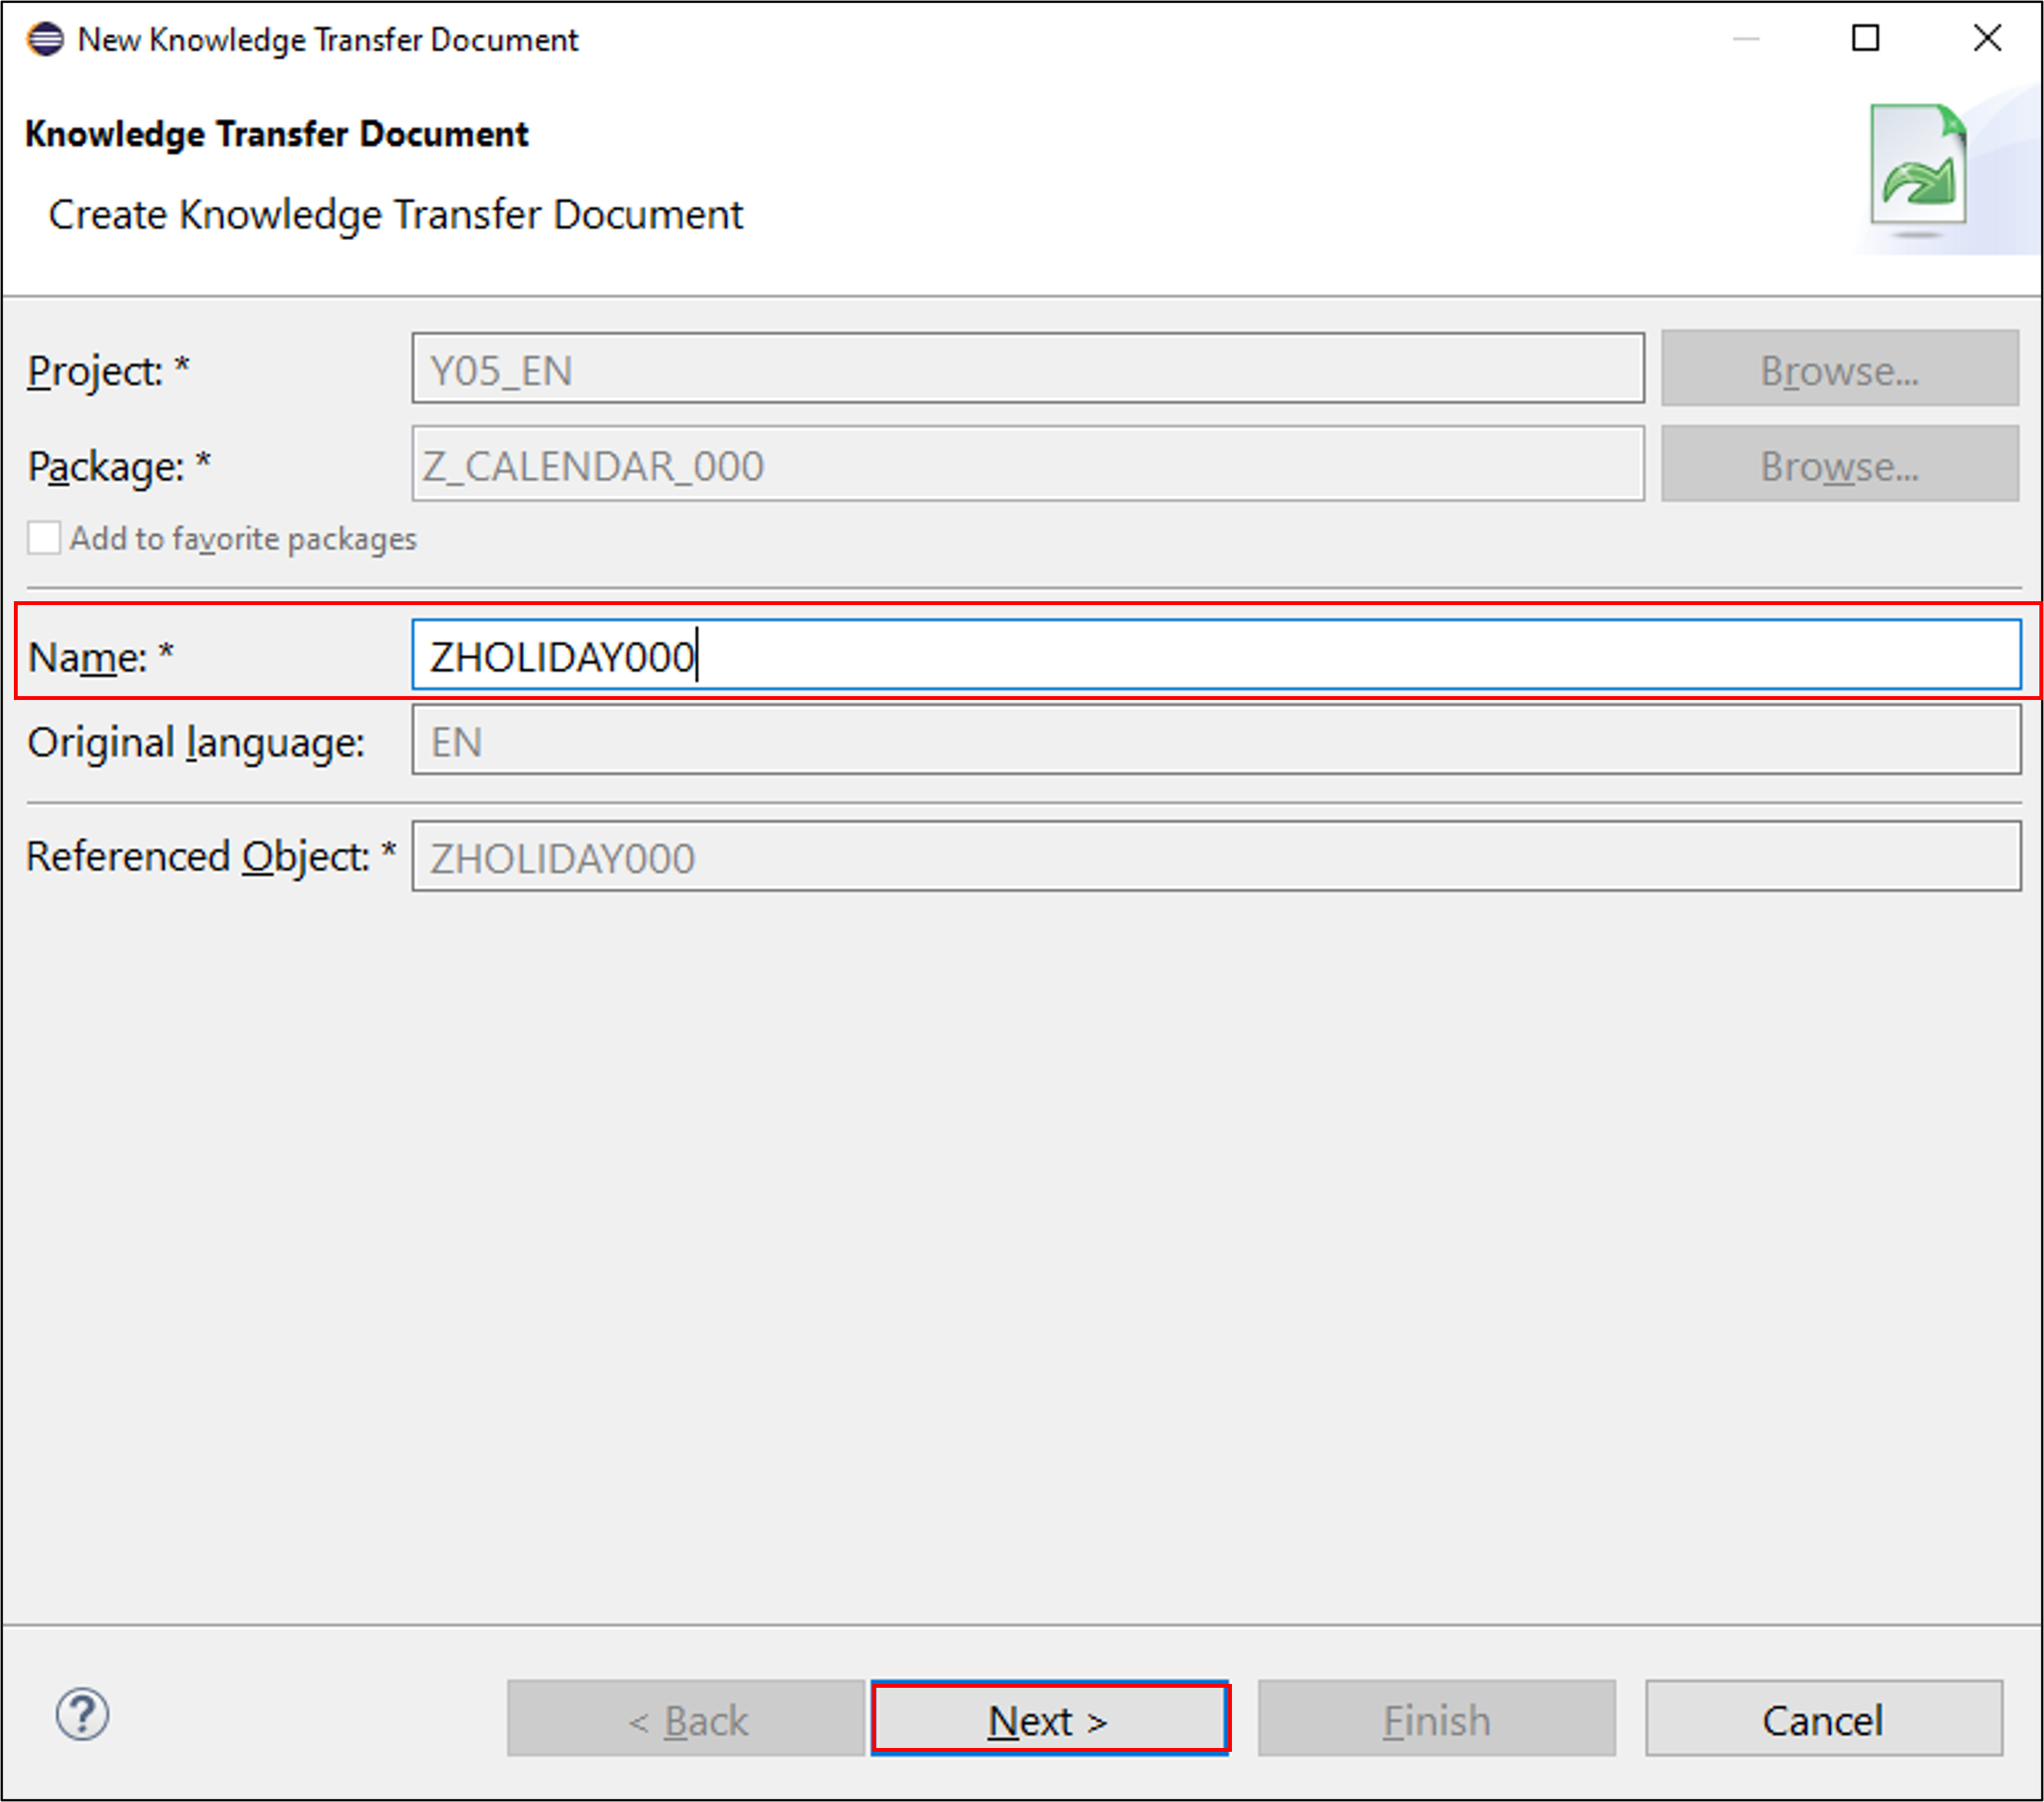 New Knowledge Transfer Document
Knowledge Transfer Document
Create Knowledge Transfer Document
Project: * Y05_EN Browse...
Package: * Z_CALENDAR_000 Browse...
Add to favorite packages
Name: * ZHOLIDAY000
Original language: EN
Referenced Object: * ZHOLIDAY000
? < Back Next > Finish Cancel